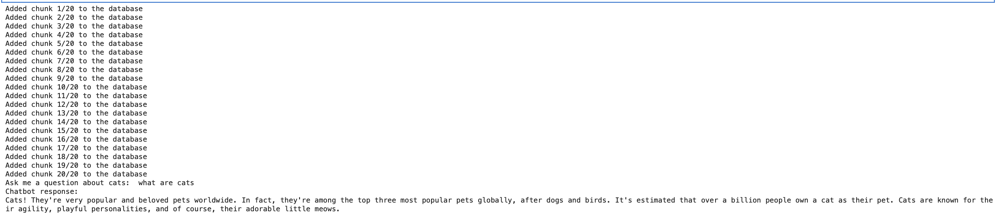 Added chunk 1/20 to the database
Added chunk 2/20 to the database
Added chunk 3/20 to the database
Added chunk 4/20 to the database
Added chunk 5/20 to the database
Added chunk 6/20 to the database
Added chunk 7/20 to the database
Added chunk 8/20 to the database
Added chunk 9/20 to the database
Added chunk 10/20 to the database
Added chunk 11/20 to the database
Added chunk 12/20 to the database
Added chunk 13/20 to the database
Added chunk 14/20 to the database
Added chunk 15/20 to the database
Added chunk 16/20 to the database
Added chunk 17/20 to the database
Added chunk 18/20 to the database
Added chunk 19/20 to the database
Added chunk 20/20 to the database
Ask me a question about cats:  what are cats
Chatbot response:
Cats! They're very popular and beloved pets worldwide. In fact, they're among the top three most popular pets globally, after dogs and birds. It's estimated that over a billion people own a cat as their pet. Cats are known for the
ir agility, playful personalities, and of course, their adorable little meows.